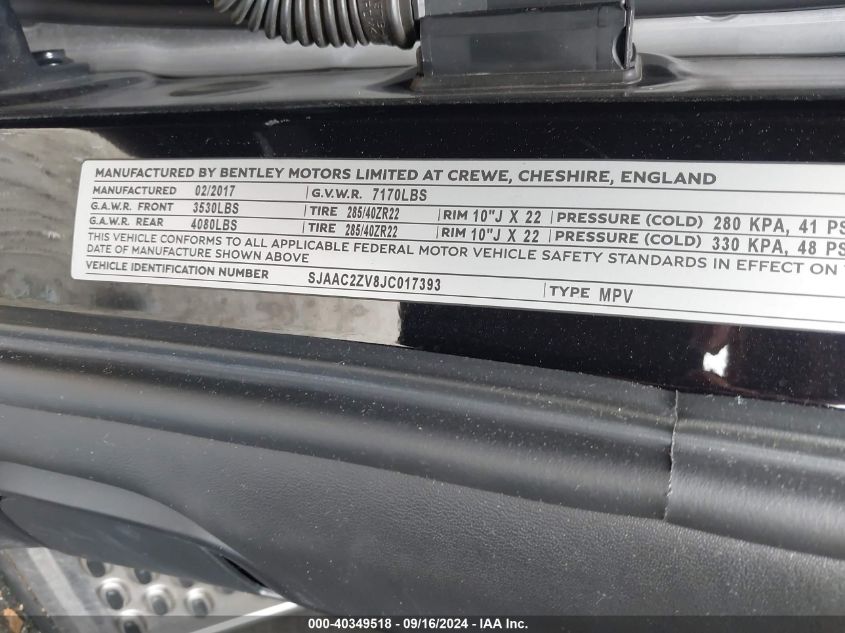 MANUFACTURED BY BENTLEY MOTORS LIMITED AT CREWE, CHESHIRE, ENGLAND
MANUFACTURED 02/2017 G.V.W.R. 7170LBS
G.A.W.R. FRONT 3530LBS TIRE 285/40ZR22 RIM 10"J X 22 PRESSURE (COLD) 280 KPA, 41 PS
G.A.W.R. REAR 4080LBS TIRE 285/40ZR22 RIM 10"J X 22 PRESSURE (COLD) 330 KPA, 48 PS
THIS VEHICLE CONFORMS TO ALL APPLICABLE FEDERAL MOTOR VEHICLE SAFETY STANDARDS IN EFFECT ON
DATE OF MANUFACTURE SHOWN ABOVE
VEHICLE IDENTIFICATION NUMBER SJAAC2ZV8JC017393 TYPE MPV
000-40349518 - 09/16/2024 - IAA Inc.